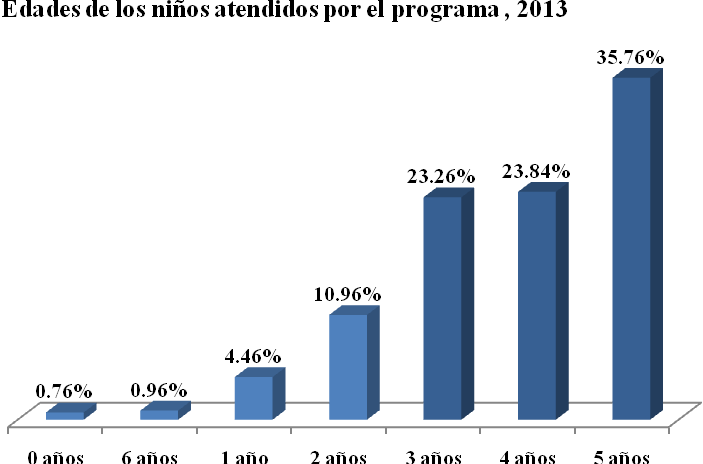 Edades de los niños atendidos por el programa , 2013
35.76%
23.26%
23.84%
10.96%
4.46%
0.76%
0.96%
0 años
6 años
1 año
2 años
3 años
4 años
5 años